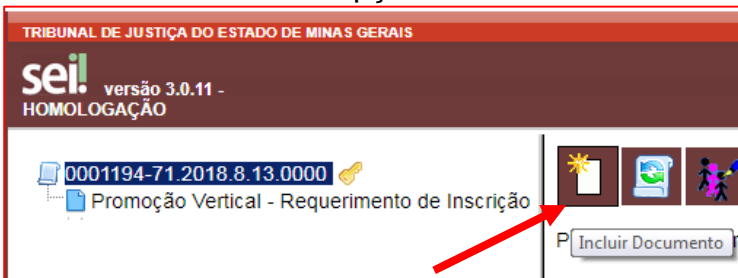 TRIBUNAL DE JUSTIÇA DO ESTADO DE MINAS GERAIS
sei! versão 3.0.11 -
HOMOLOGAÇÃO
0001194-71.2018.8.13.0000
Promoção Vertical - Requerimento de Inscrição
Incluir Documento